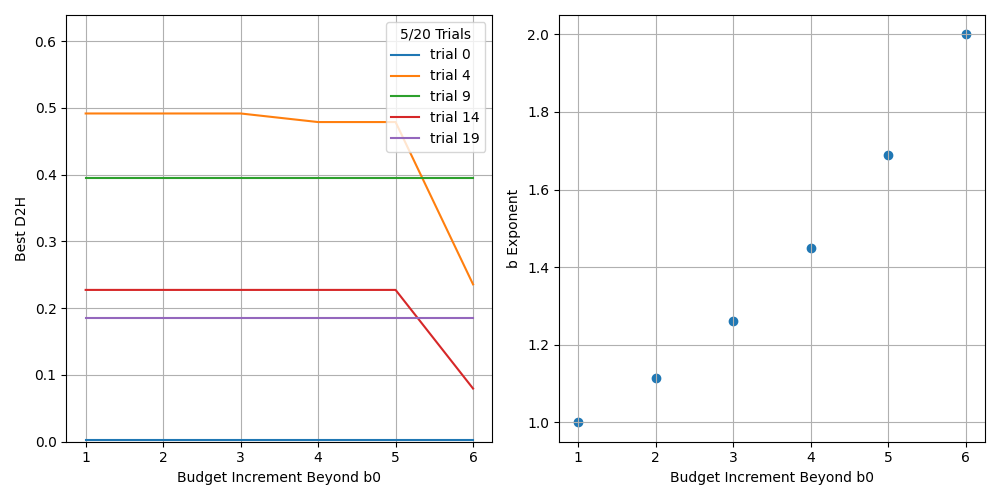 0.6
0.5
0.4
0.3
0.2
0.1
0.0
Best D2H
1 2 3 4 5 6
Budget Increment Beyond b0
5/20 Trials
trial 0
trial 4
trial 9
trial 14
trial 19
2.0
1.8
1.6
1.4
1.2
1.0
b Exponent
1 2 3 4 5 6
Budget Increment Beyond b0